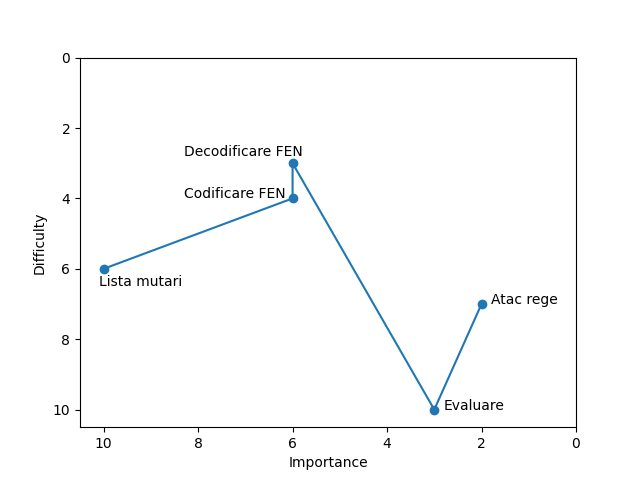 0
2
Decodificare FEN
Codificare FEN
4
Difficulty
6
Lista mutari
Atac rege
8
Evaluare
10
10 8 6 4 2 0
Importance